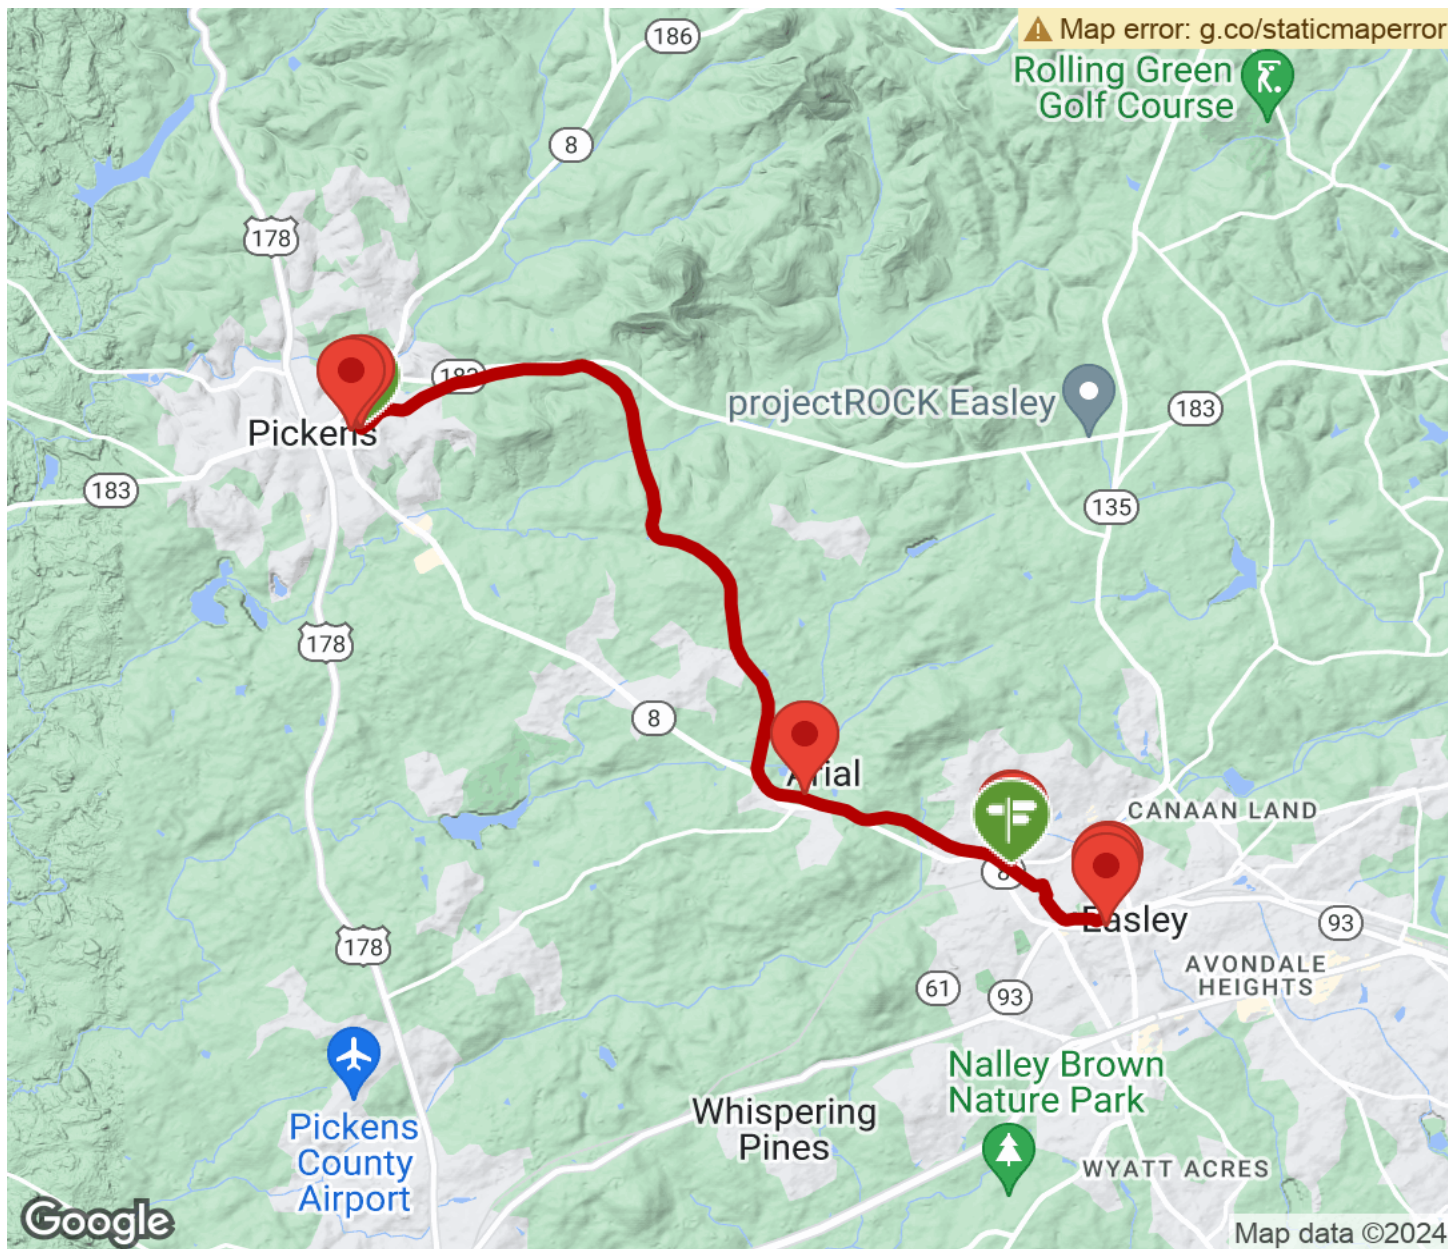 Map error: g.co/staticmaperror
186
Rolling Green
Golf Course
8
178
183
projectROCK Easley
183
Pickens
183
135
178
8
Arial
CANAAN LAND
8
Easley
93
178
AVONDALE
HEIGHTS
61
93
Nalley Brown
Nature Park
Whispering
Pines
Pickens
County
Airport
WYATT ACRES
Google
Map data ©2024